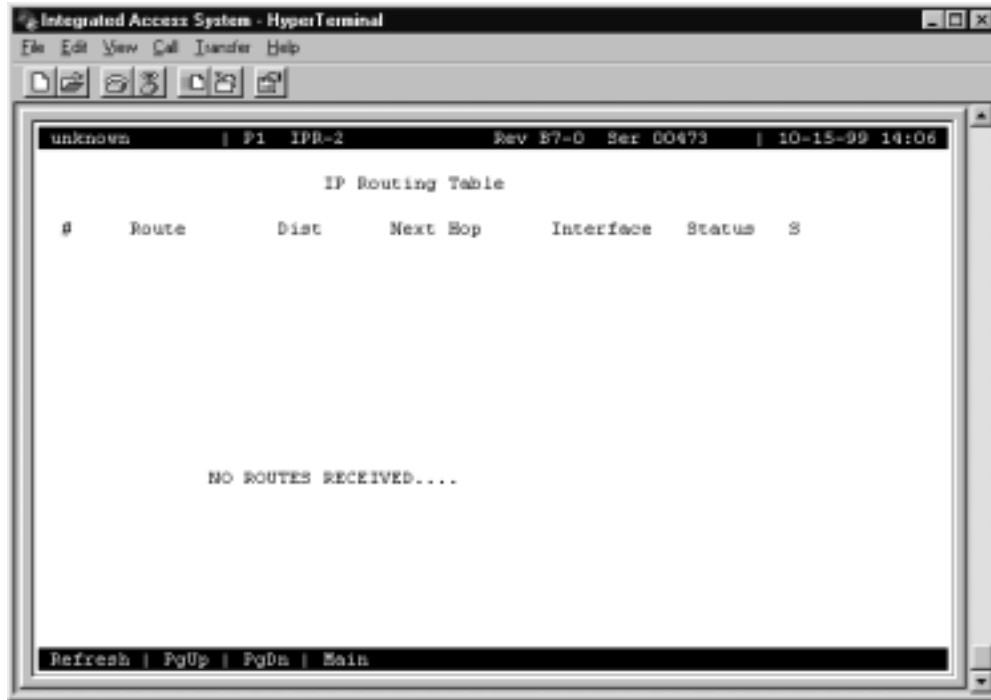 Integrated Access System - HyperTerminal
File Edit View Call Transfer Help
unknown | P1 IPR-2 Rev B7-0 Ser 00473 | 10-15-99 14:06
IP Routing Table
# Route Dist Next Hop Interface Status S
NO ROUTES RECEIVED....
Refresh | PgUp | PgDn | Main